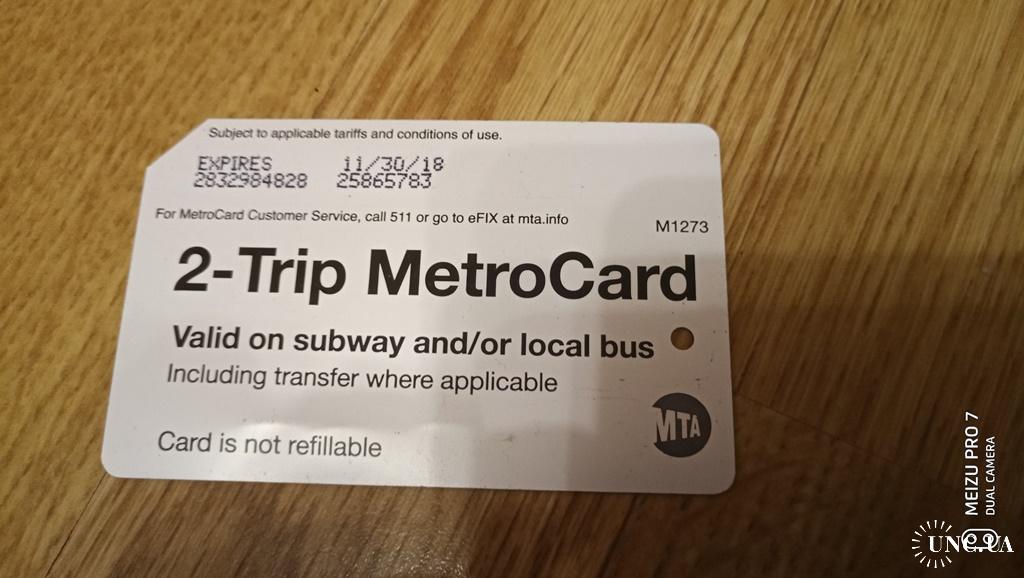 Subject to applicable tariffs and conditions of use.
EXPIRES 11/30/18
2832984828 25865783
For MetroCard Customer Service, call 511 or go to eFIX at mta.info
M1273
2-Trip MetroCard
Valid on subway and/or local bus
Including transfer where applicable
MTA
Card is not refillable
MEIZU PRO 7
DUAL CAMERA
UNC.UA